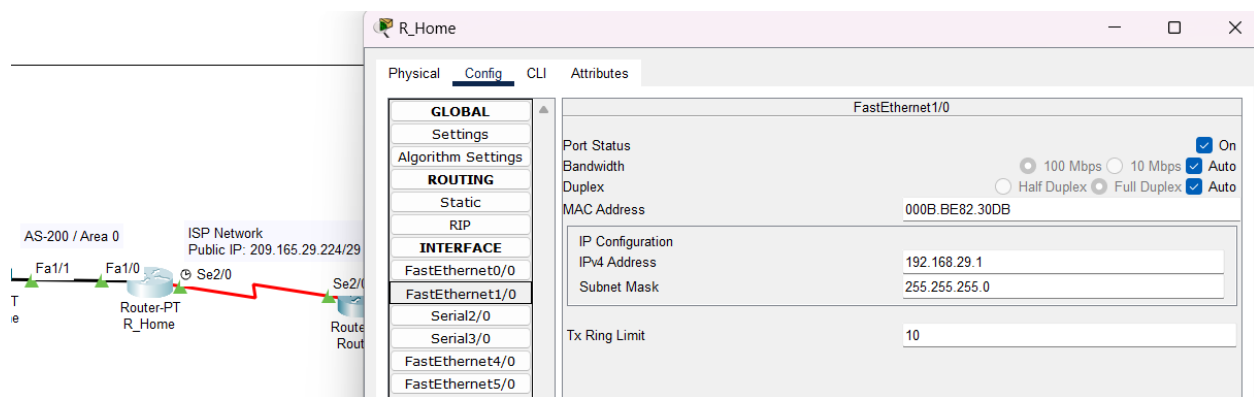 R_Home
Physical Config CLI Attributes
GLOBAL
Settings
Algorithm Settings
ROUTING
Static
RIP
INTERFACE
FastEthernet0/0
FastEthernet1/0
Serial2/0
Serial3/0
FastEthernet4/0
FastEthernet5/0
FastEthernet1/0
Port Status On
Bandwidth 100 Mbps 10 Mbps Auto
Duplex Half Duplex Full Duplex Auto
MAC Address 000B.BE82.30DB
IP Configuration
IPv4 Address 192.168.29.1
Subnet Mask 255.255.255.0
Tx Ring Limit 10
AS-200 / Area 0
ISP Network
Public IP: 209.165.29.224/29
Fa1/1
Fa1/0
Se2/0
Se2/
T
e
Router-PT
R_Home
Route
Rout